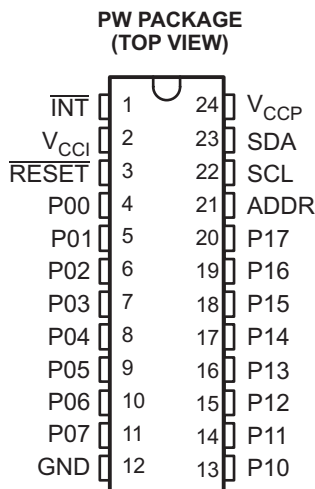 PW PACKAGE
(TOP VIEW)
INT 1 24 VCCP
VCCI 2 23 SDA
RESET 3 22 SCL
P00 4 21 ADDR
P01 5 20 P17
P02 6 19 P16
P03 7 18 P15
P04 8 17 P14
P05 9 16 P13
P06 10 15 P12
P07 11 14 P11
GND 12 13 P10